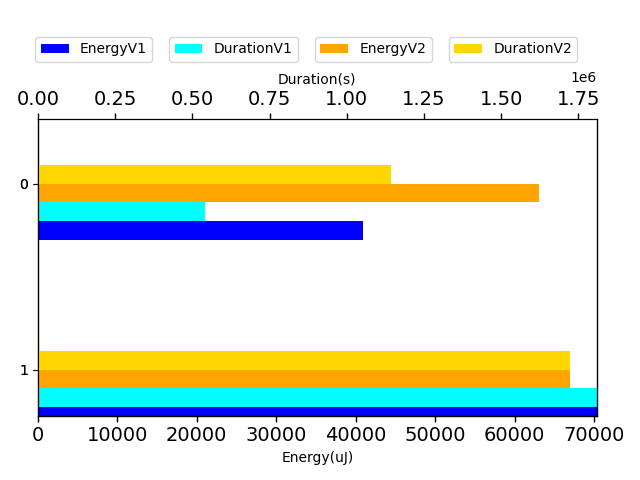 EnergyV1 DurationV1 EnergyV2 DurationV2
Duration(s)
1e6
0.00 0.25 0.50 0.75 1.00 1.25 1.50 1.75
0
1
0 10000 20000 30000 40000 50000 60000 70000
Energy(uJ)